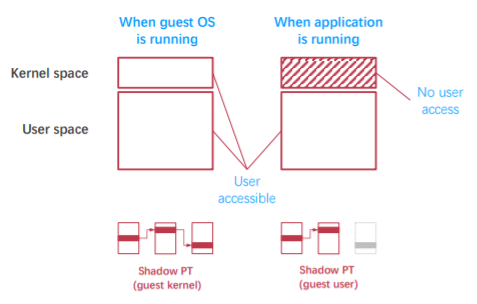 When guest OS
is running
When application
is running
Kernel space
User space
No user
access
User
accessible
Shadow PT
(guest kernel)
Shadow PT
(guest user)